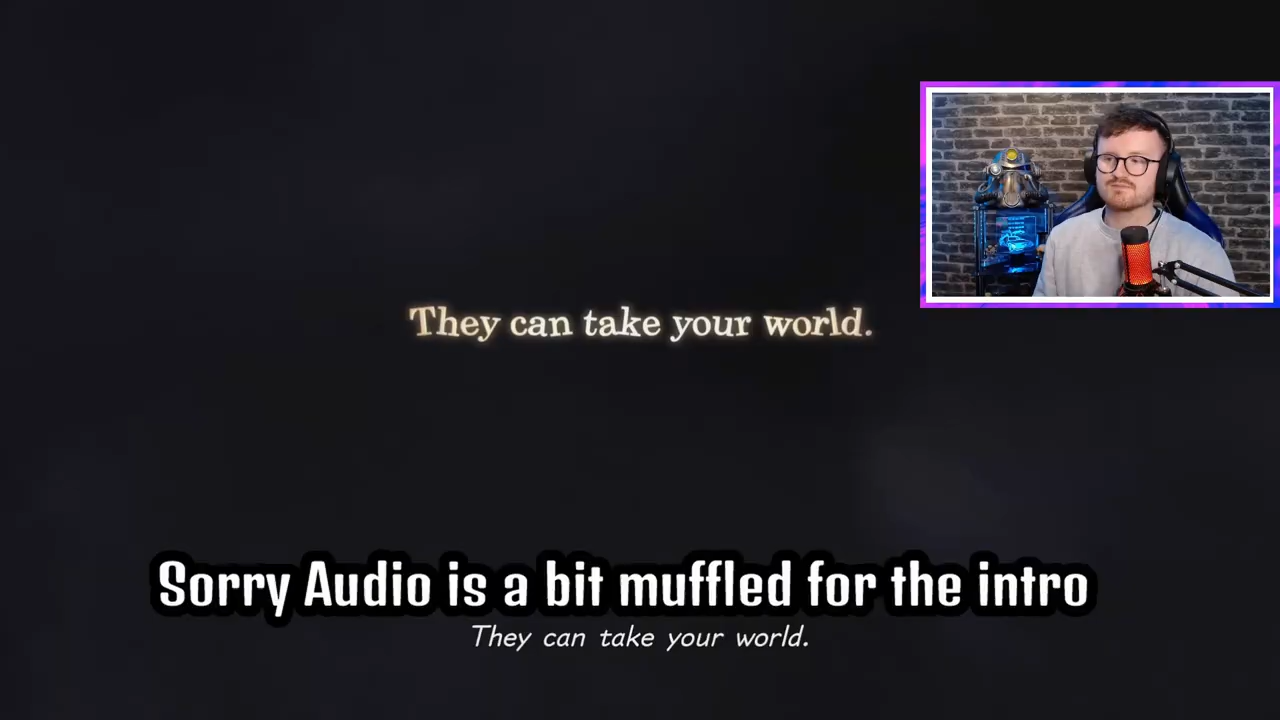 They can take your world.
Sorry Audio is a bit muffled for the intro
They can take your world.